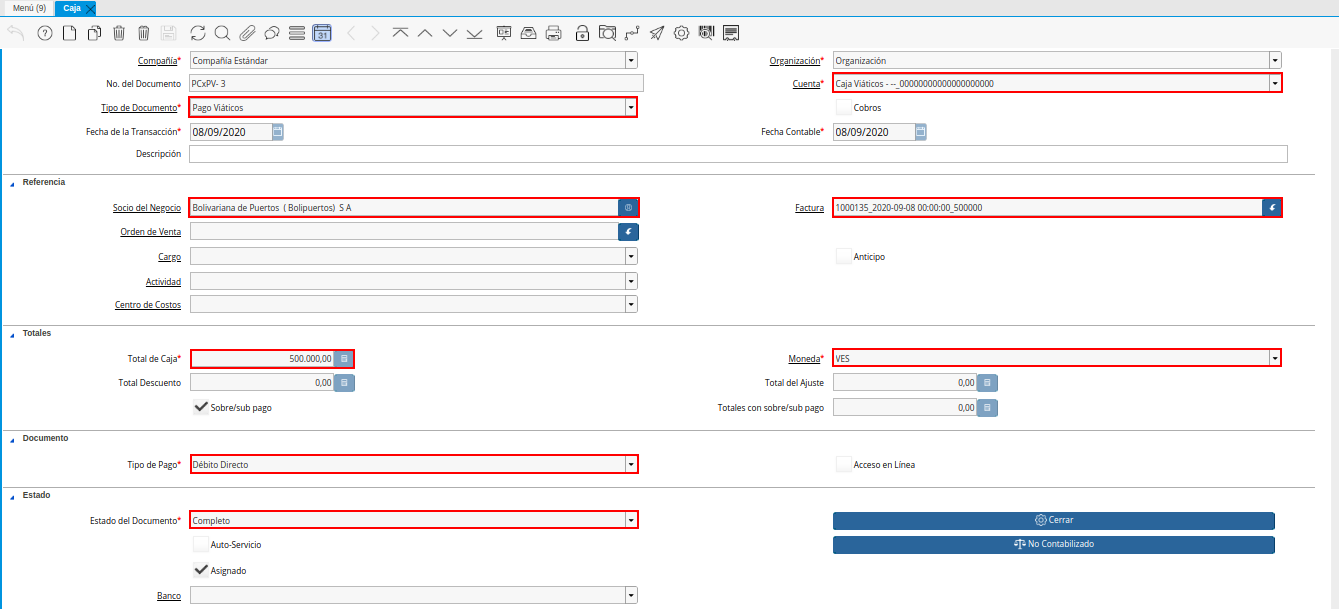 Menú (9) Caja
31
Compañía* Compañía Estándar Organización* Organización
No. del Documento PCxPV- 3 Cuenta* Caja Viáticos - --_00000000000000000000
Tipo de Documento* Pago Viáticos Cobros
Fecha de la Transacción* 08/09/2020 Fecha Contable* 08/09/2020
Descripción
Referencia
Socio del Negocio Bolivariana de Puertos ( Bolipuertos) S A Factura 1000135_2020-09-08 00:00:00_500000
Orden de Venta
Cargo Anticipo
Actividad
Centro de Costos
Totales
Total de Caja* 500.000,00 Moneda* VES
Total Descuento 0,00 Total del Ajuste 0,00
Sobre/sub pago Totales con sobre/sub pago 0,00
Documento
Tipo de Pago* Débito Directo Acceso en Línea
Estado
Estado del Documento* Completo Cerrar
Auto-Servicio No Contabilizado
Asignado
Banco